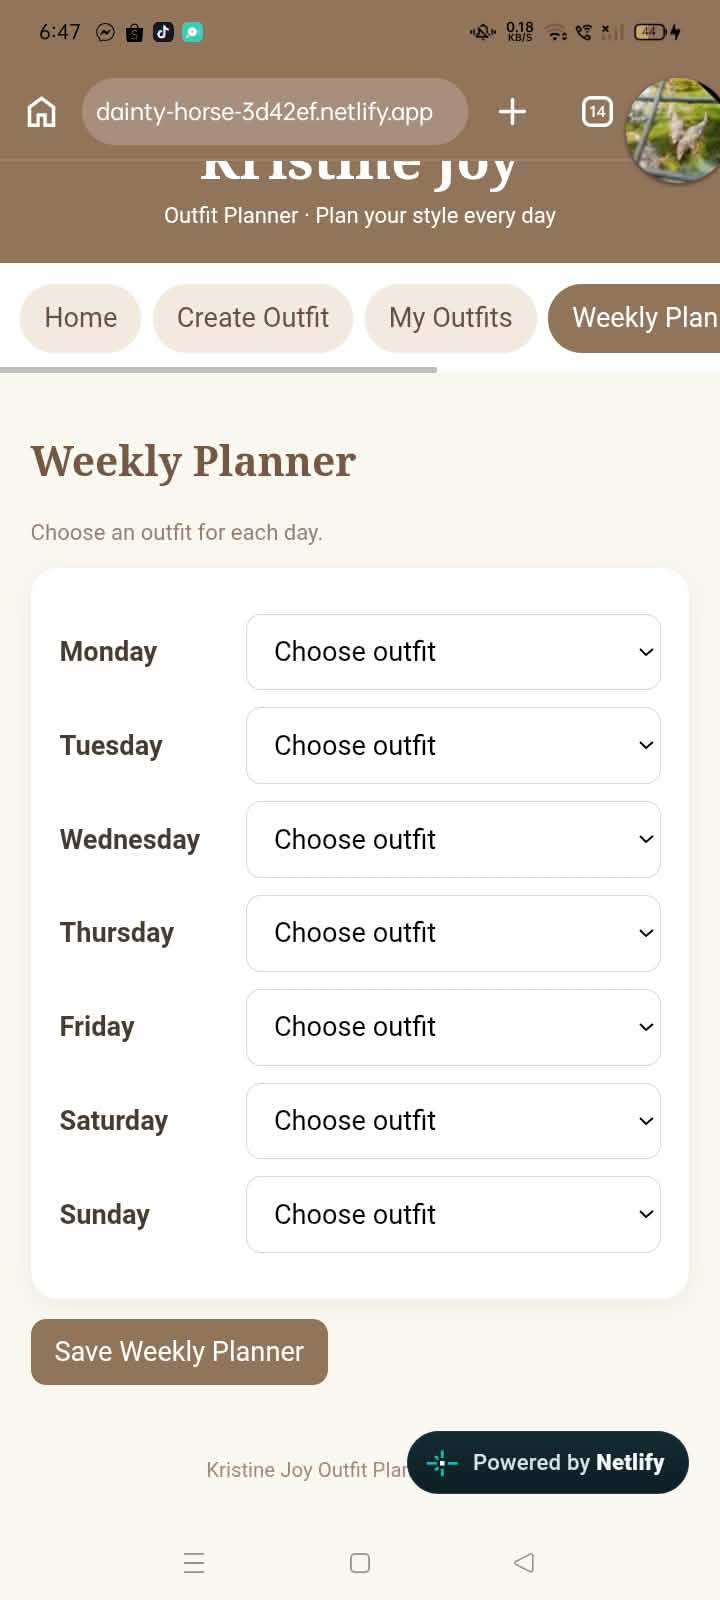 6:47
0.18
KB/S
44
dainty-horse-3d42ef.netlify.app
14
Kristine Joy
Outfit Planner · Plan your style every day
Home
Create Outfit
My Outfits
Weekly Plan
Weekly Planner
Choose an outfit for each day.
Monday Choose outfit
Tuesday Choose outfit
Wednesday Choose outfit
Thursday Choose outfit
Friday Choose outfit
Saturday Choose outfit
Sunday Choose outfit
Save Weekly Planner
Kristine Joy Outfit Plan
Powered by Netlify